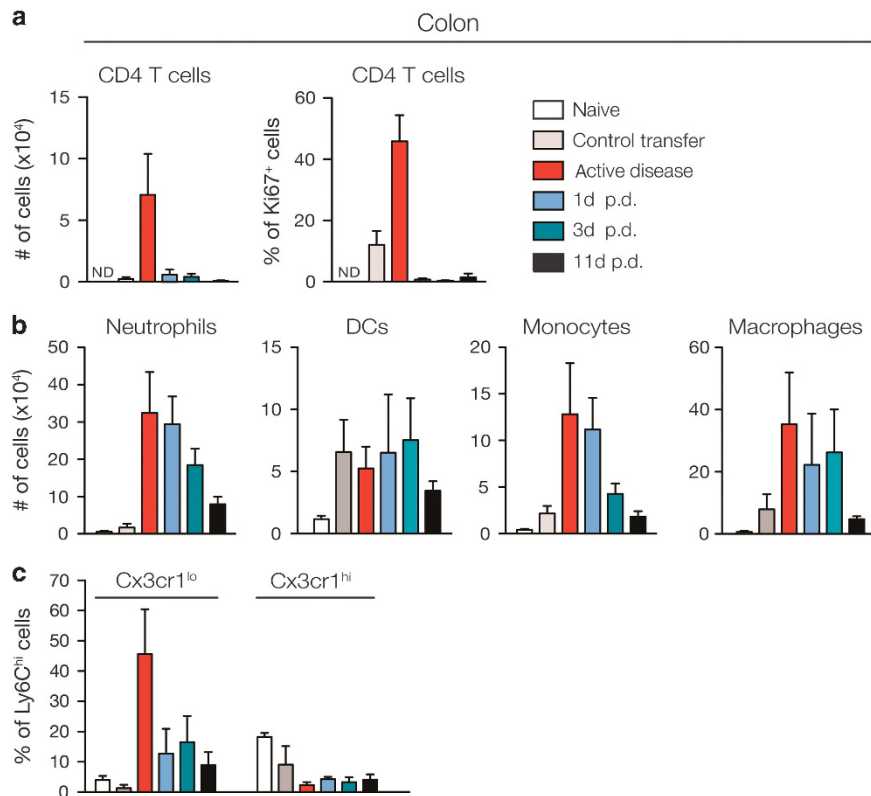 a
Colon
CD4 T cells
# of cells (x10⁴)
15
10
5
0
ND
CD4 T cells
% of Ki67⁺ cells
60
40
20
0
ND
Naive
Control transfer
Active disease
1d p.d.
3d p.d.
11d p.d.
b
Neutrophils
# of cells (x10⁴)
50
40
30
20
10
0
DCs
15
10
5
0
Monocytes
20
15
10
5
0
Macrophages
60
40
20
0
c
Cx3cr1ˡᵒ
Cx3cr1ʰⁱ
% of Ly6Cʰⁱ cells
70
60
50
40
30
20
10
0